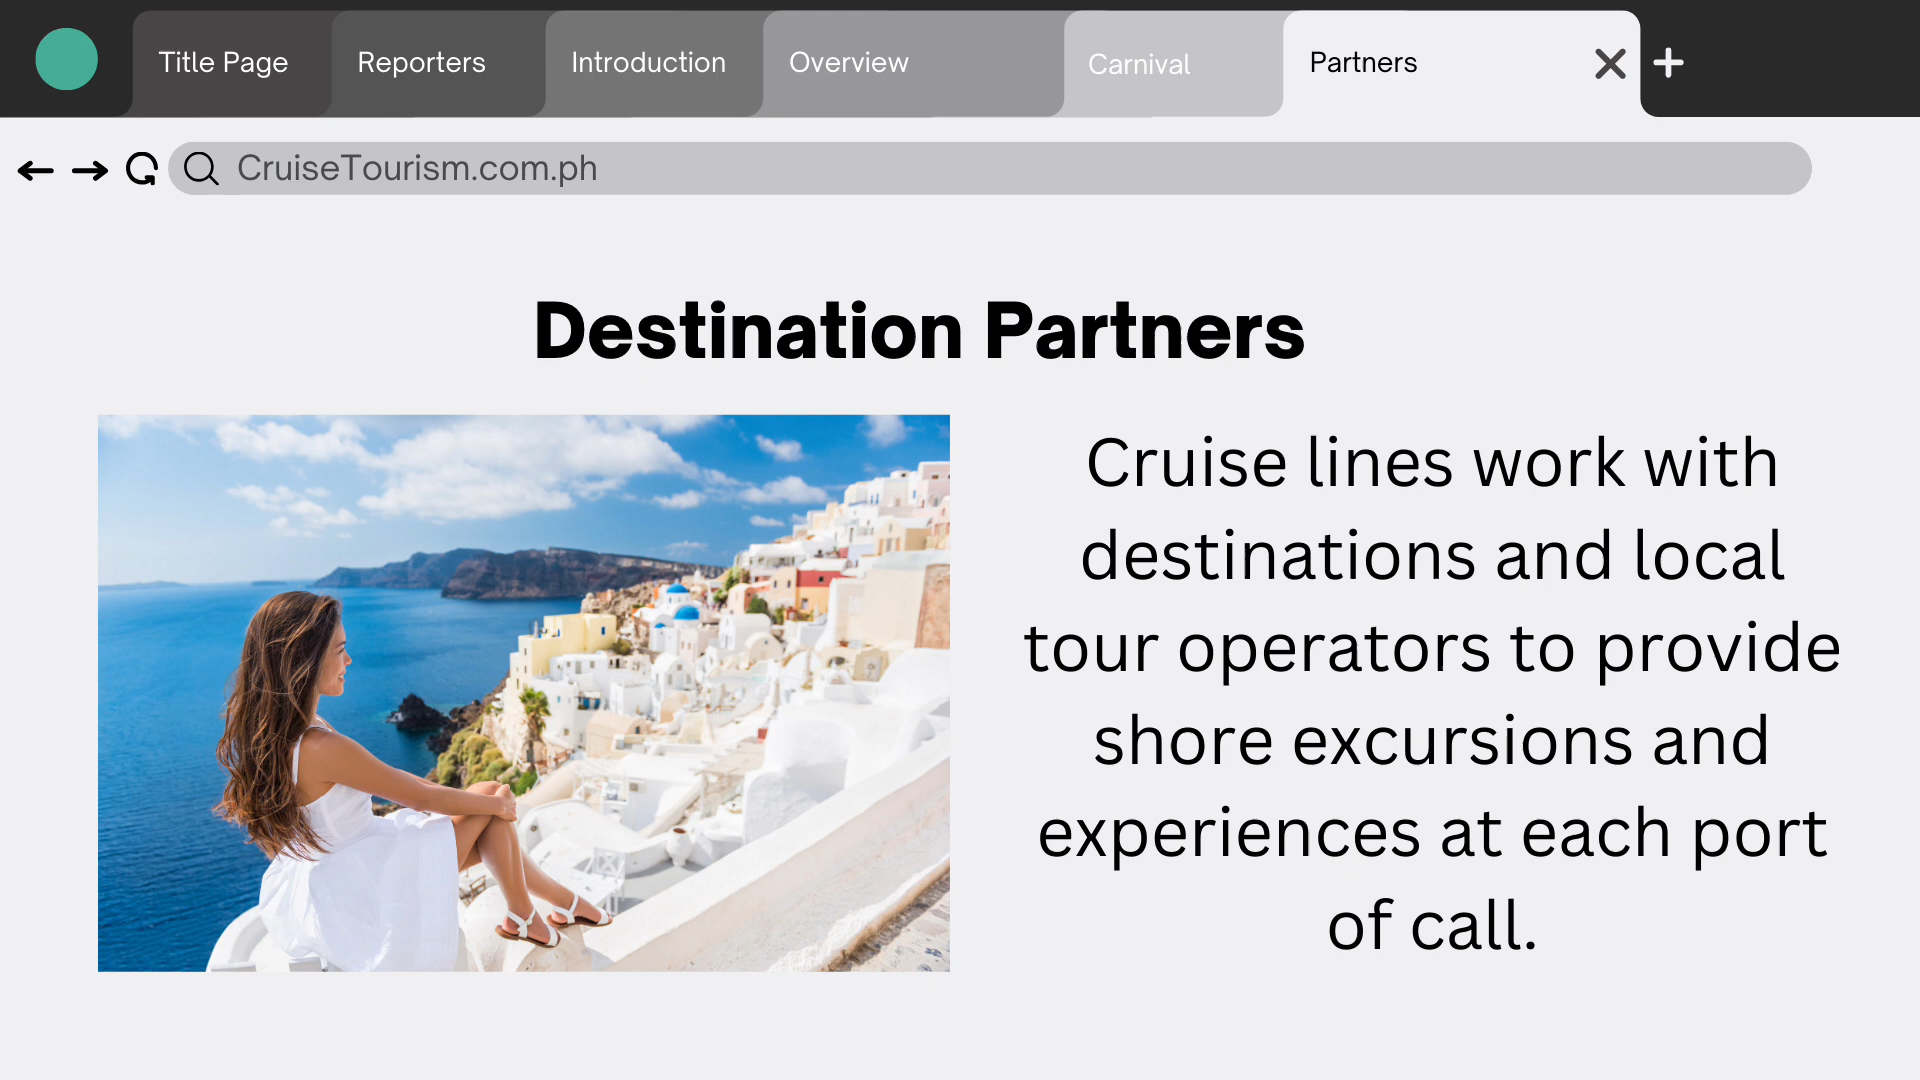 Title Page
Reporters
Introduction
Overview
Carnival
Partners
CruiseTourism.com.ph
Destination Partners
Cruise lines work with
destinations and local
tour operators to provide
shore excursions and
experiences at each port
of call.